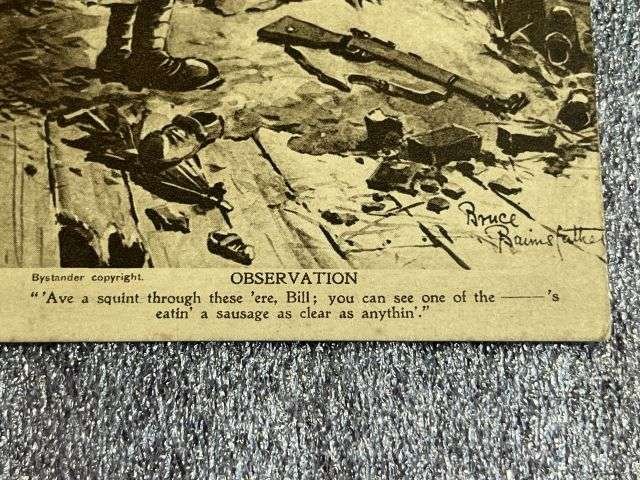 Bruce
Bairnsfather
Bystander copyright.
OBSERVATION
"'Ave a squint through these 'ere, Bill; you can see one of the ———'s
eatin' a sausage as clear as anythin'."